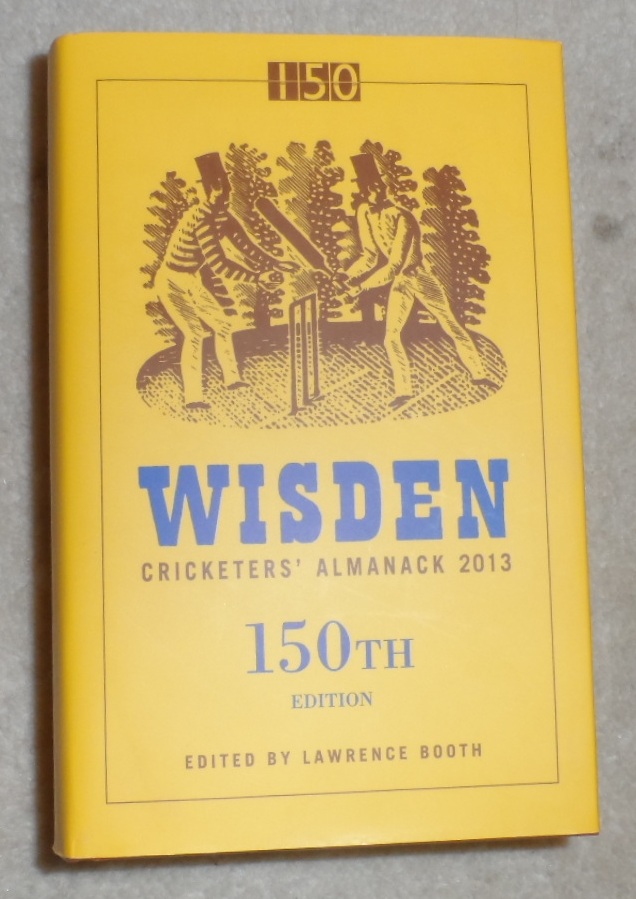 150
WISDEN
CRICKETERS' ALMANACK 2013
150TH
EDITION
EDITED BY LAWRENCE BOOTH